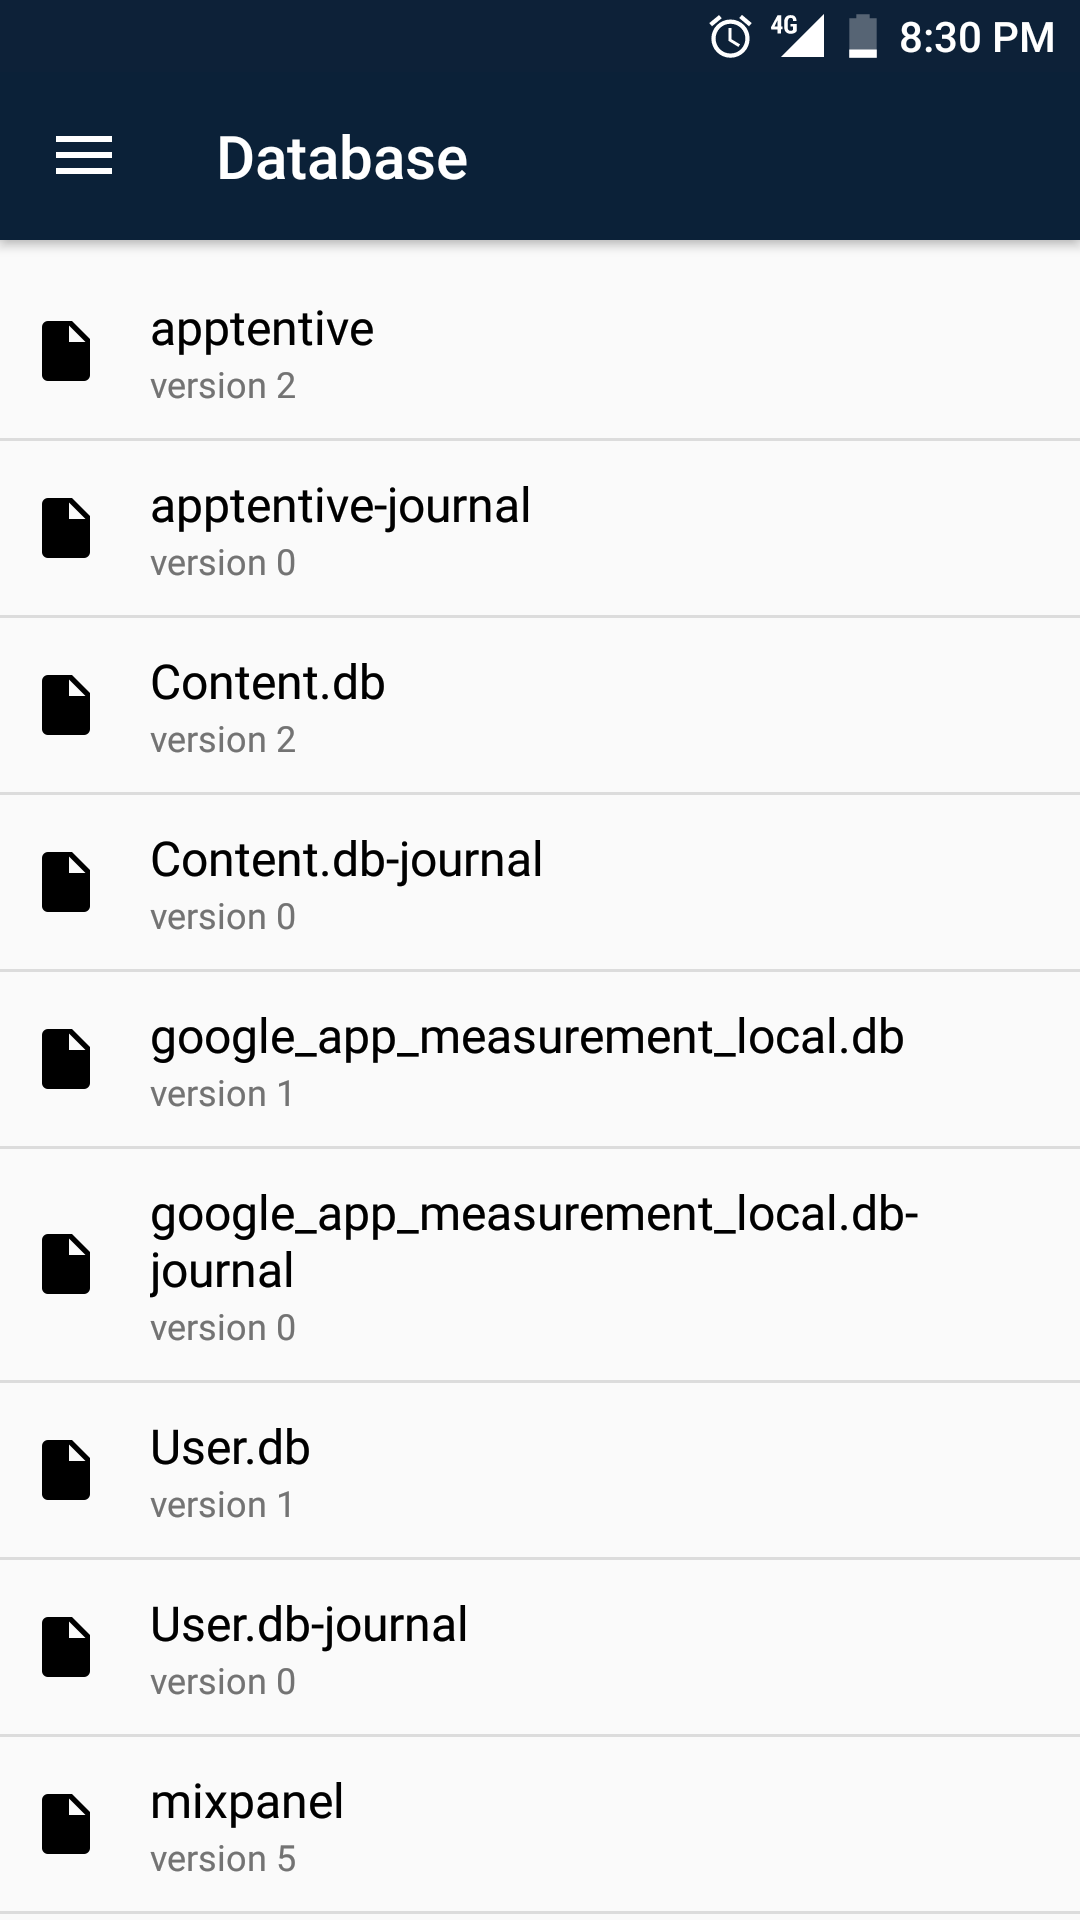 4G 8:30 PM
Database
apptentive
version 2
apptentive-journal
version 0
Content.db
version 2
Content.db-journal
version 0
google_app_measurement_local.db
version 1
google_app_measurement_local.db-
journal
version 0
User.db
version 1
User.db-journal
version 0
mixpanel
version 5